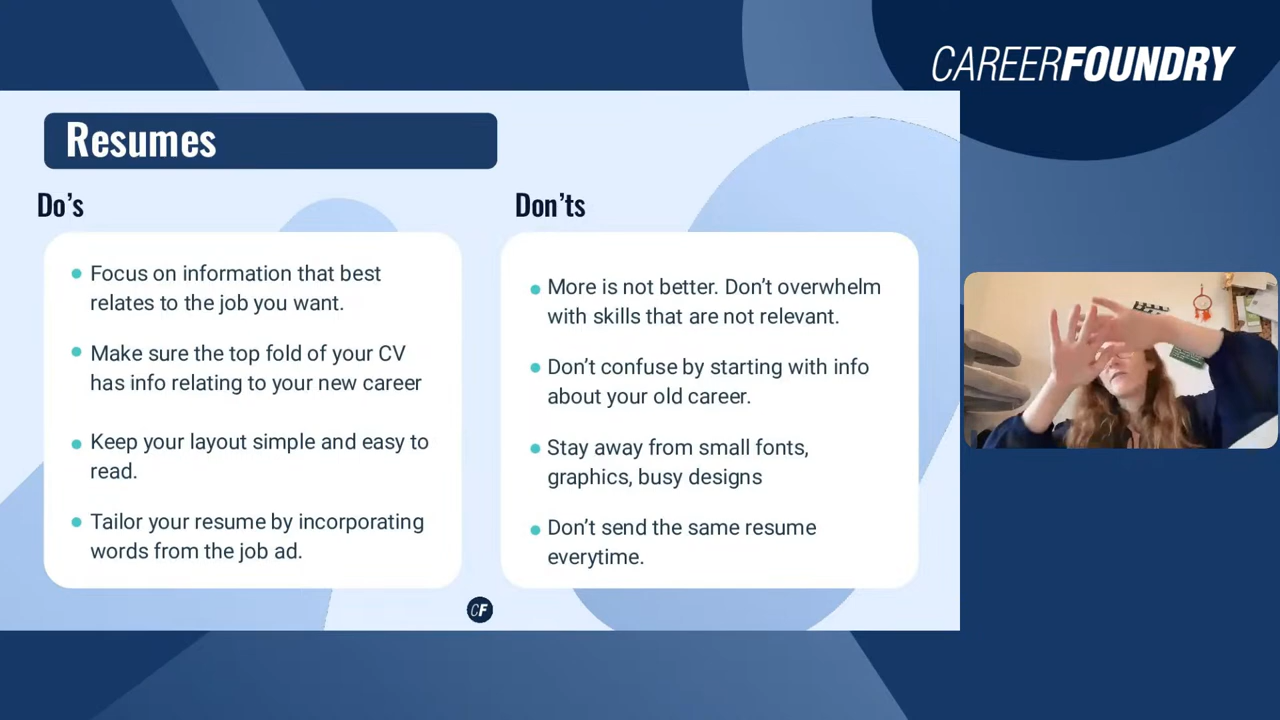 CAREERFOUNDRY
Resumes
Do’s
Focus on information that best
relates to the job you want.
Make sure the top fold of your CV
has info relating to your new career
Keep your layout simple and easy to
read.
Tailor your resume by incorporating
words from the job ad.
Don’ts
More is not better. Don’t overwhelm
with skills that are not relevant.
Don’t confuse by starting with info
about your old career.
Stay away from small fonts,
graphics, busy designs
Don’t send the same resume
everytime.
CF